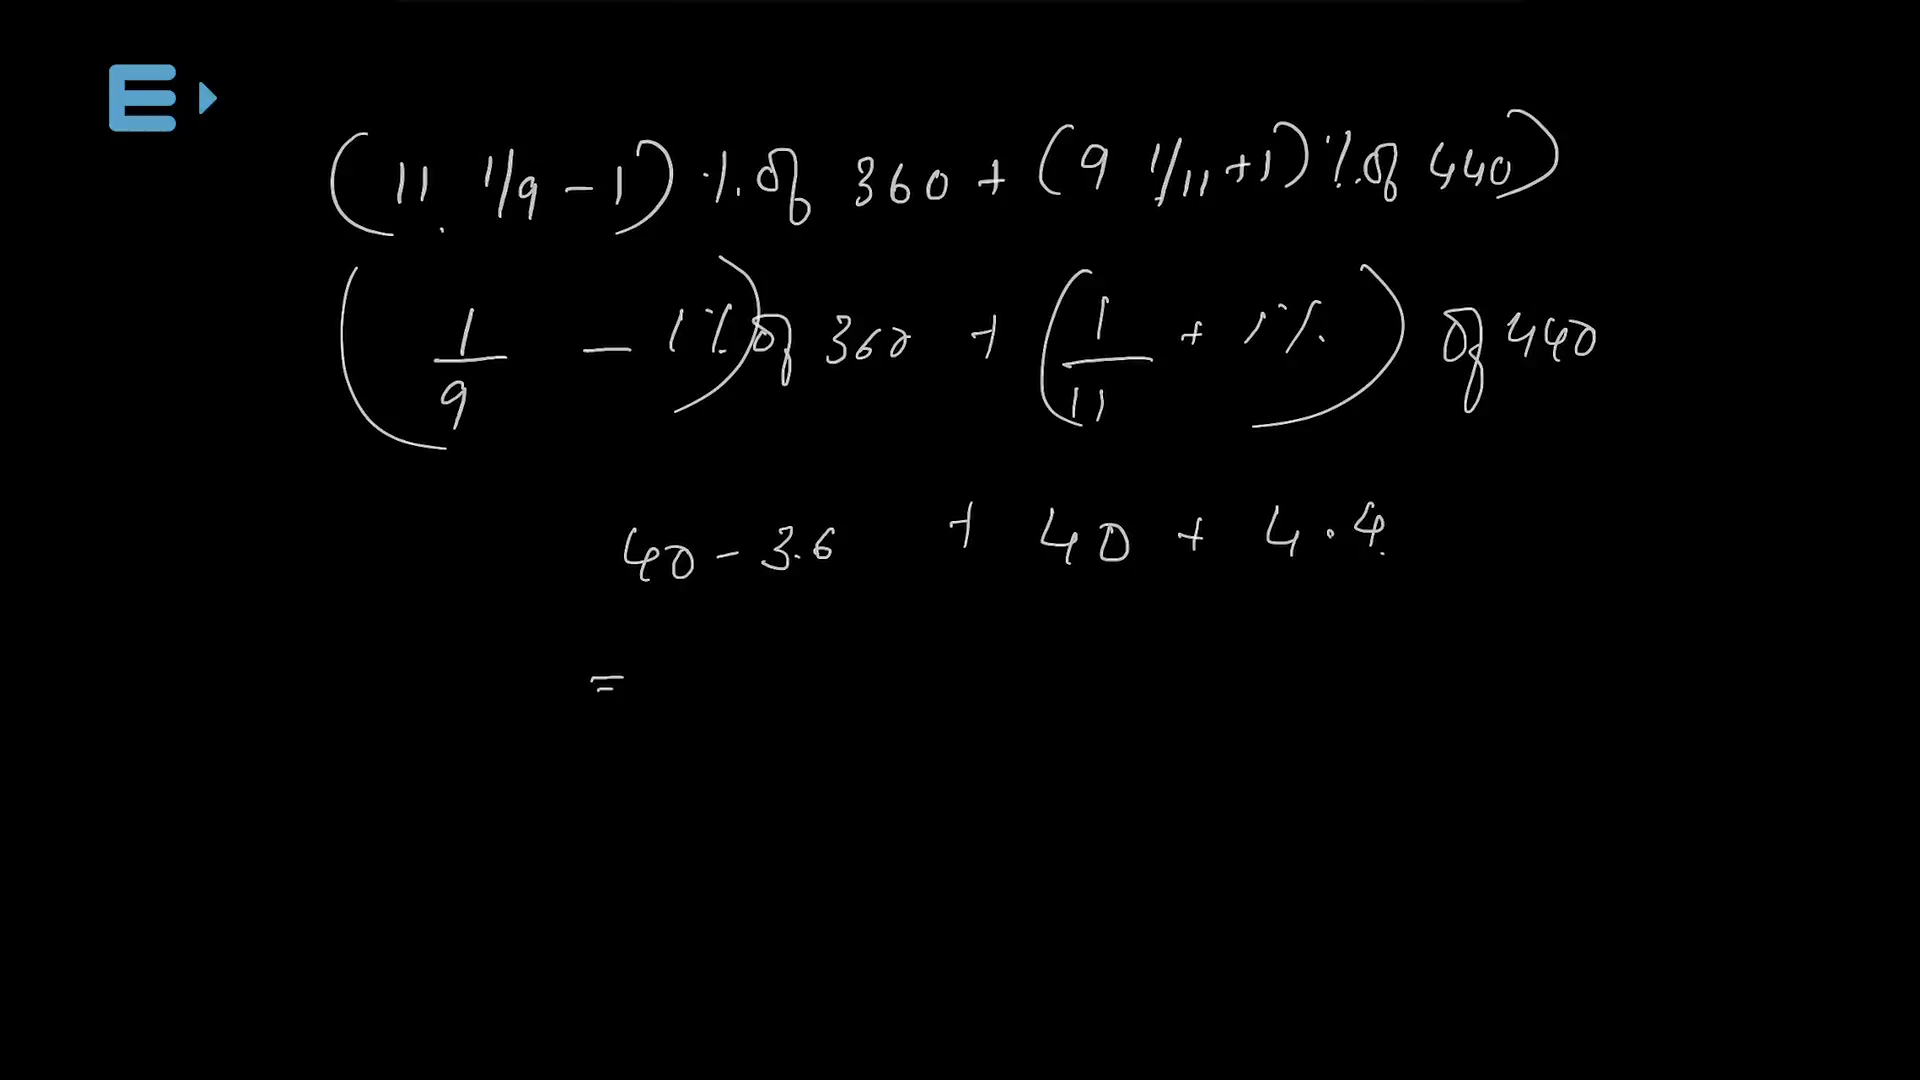 E
(11 1/9 - 1) % of 360 + (9 1/11 + 1) % of 440)
(1/9 - 1%) of 360 + (1/11 + 1%) of 440
40 - 3.6 + 40 + 4.4
=